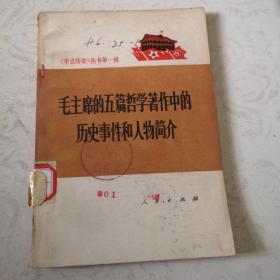 《学点历史》丛书第一辑
毛主席的五篇哲学著作中的
历史事件和人物简介
01
人民出版社